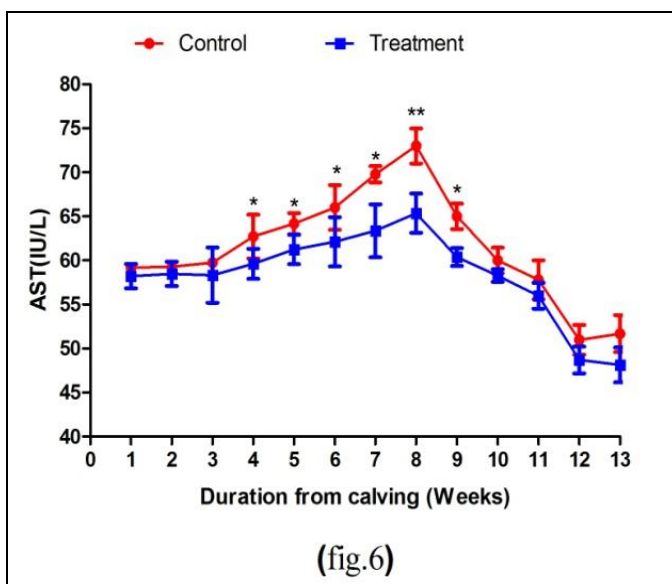 Control Treatment
80
75
70
65
60
55
50
45
40
AST(IU/L)
* * * * ** *
0 1 2 3 4 5 6 7 8 9 10 11 12 13
Duration from calving (Weeks)
(fig.6)